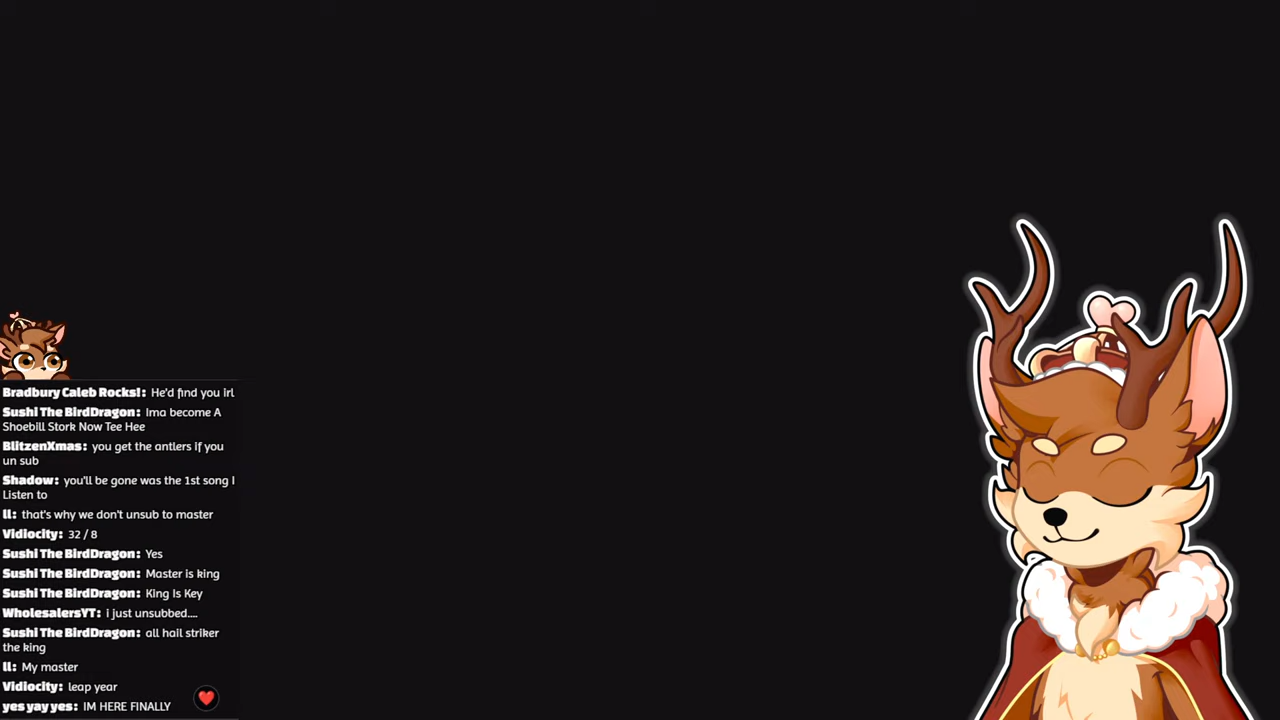 Bradbury Caleb Rocks!: He'd find you irl
Sushi The BirdDragon: Ima become A
Shoebill Stork Now Tee Hee
BlitzenXmas: you get the antlers if you
un sub
Shadow: you'll be gone was the 1st song I
Listen to
ll: that's why we don't unsub to master
Vidiocity: 32 / 8
Sushi The BirdDragon: Yes
Sushi The BirdDragon: Master is king
Sushi The BirdDragon: King Is Key
WholesalersYT: i just unsubbed....
Sushi The BirdDragon: all hail striker
the king
ll: My master
Vidiocity: leap year
yes yay yes: IM HERE FINALLY